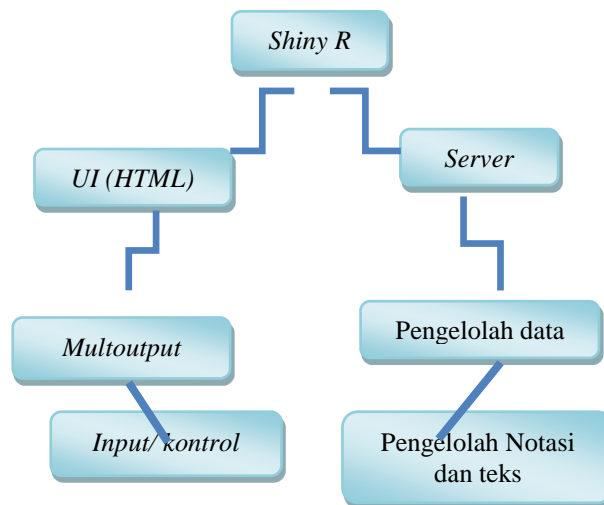 Shiny R
UI (HTML)
Server
Multoutput
Pengelolah data
Input/ kontrol
Pengelolah Notasi
dan teks